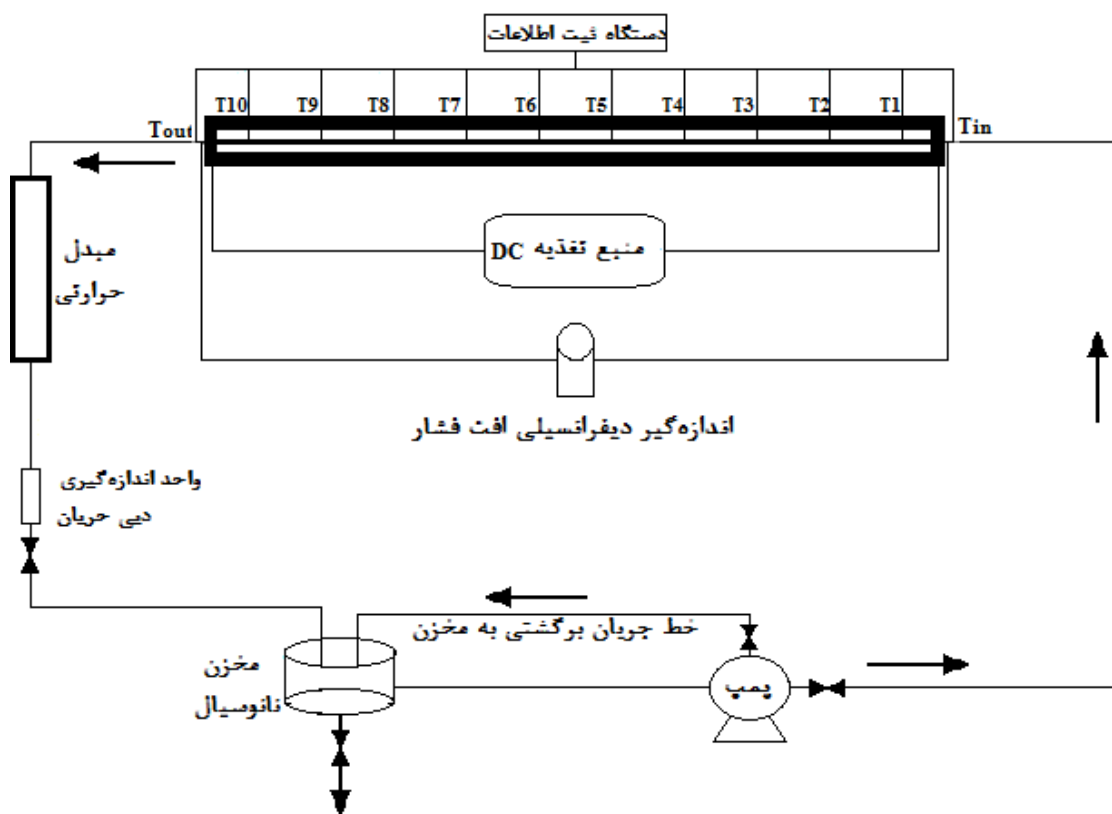 دستگاه ثبت اطلاعات
T10 T9 T8 T7 T6 T5 T4 T3 T2 T1
Tout
Tin
منبع تغذیه DC
مبدل
حرارتی
اندازه‌گیر دیفرانسیلی افت فشار
واحد اندازه‌گیری
دبی جریان
خط جریان برگشتی به مخزن
مخزن
نانوسیال
پمپ